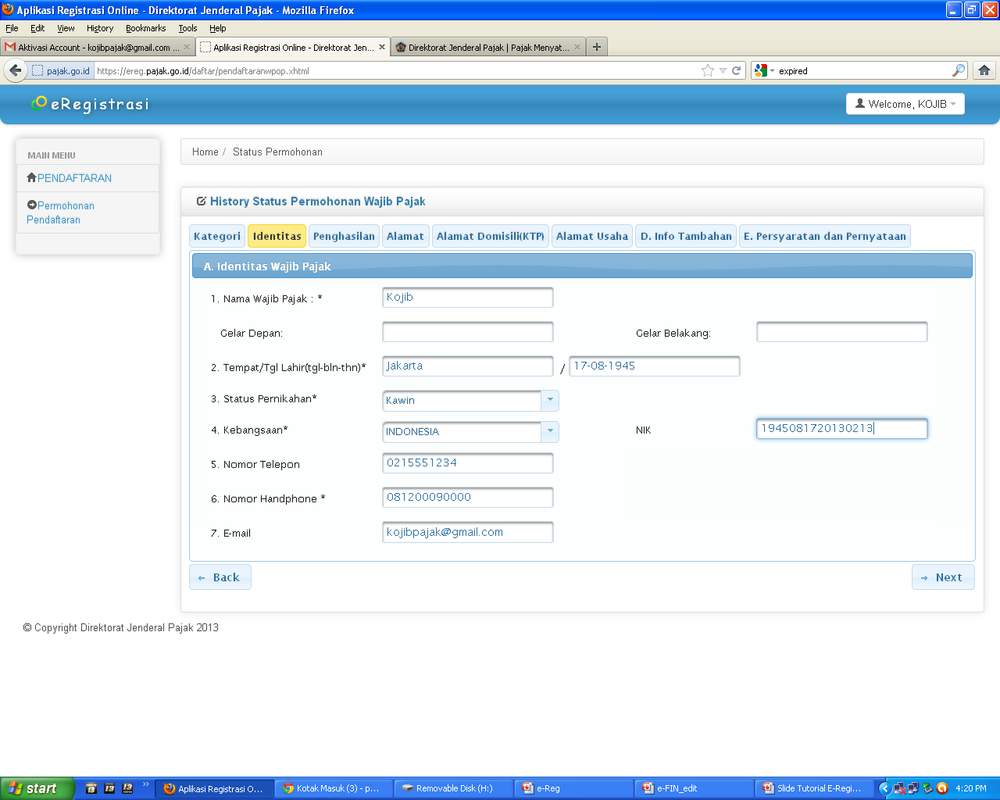 Aplikasi Registrasi Online - Direktorat Jenderal Pajak - Mozilla Firefox
File Edit View History Bookmarks Tools Help
Aktivasi Account - kojibpajak@gmail.com ... Aplikasi Registrasi Online - Direktorat Jen... Direktorat Jenderal Pajak | Pajak Menyat...
pajak.go.id https://ereg.pajak.go.id/daftar/pendaftaranwpop.xhtml expired
eRegistrasi Welcome, KOJIB
MAIN MENU
PENDAFTARAN
Permohonan
Pendaftaran
Home / Status Permohonan
History Status Permohonan Wajib Pajak
Kategori Identitas Penghasilan Alamat Alamat Domisili(KTP) Alamat Usaha D. Info Tambahan E. Persyaratan dan Pernyataan
A. Identitas Wajib Pajak
1. Nama Wajib Pajak : * Kojib
Gelar Depan: Gelar Belakang:
2. Tempat/Tgl Lahir(tgl-bln-thn)* Jakarta / 17-08-1945
3. Status Pernikahan* Kawin
4. Kebangsaan* INDONESIA NIK 1945081720130213
5. Nomor Telepon 0215551234
6. Nomor Handphone * 081200090000
7. E-mail kojibpajak@gmail.com
← Back → Next
© Copyright Direktorat Jenderal Pajak 2013
start Aplikasi Registrasi O... Kotak Masuk (3) - p... Removable Disk (H:) e-Reg e-FIN_edit Slide Tutorial E-Regi... 4:20 PM